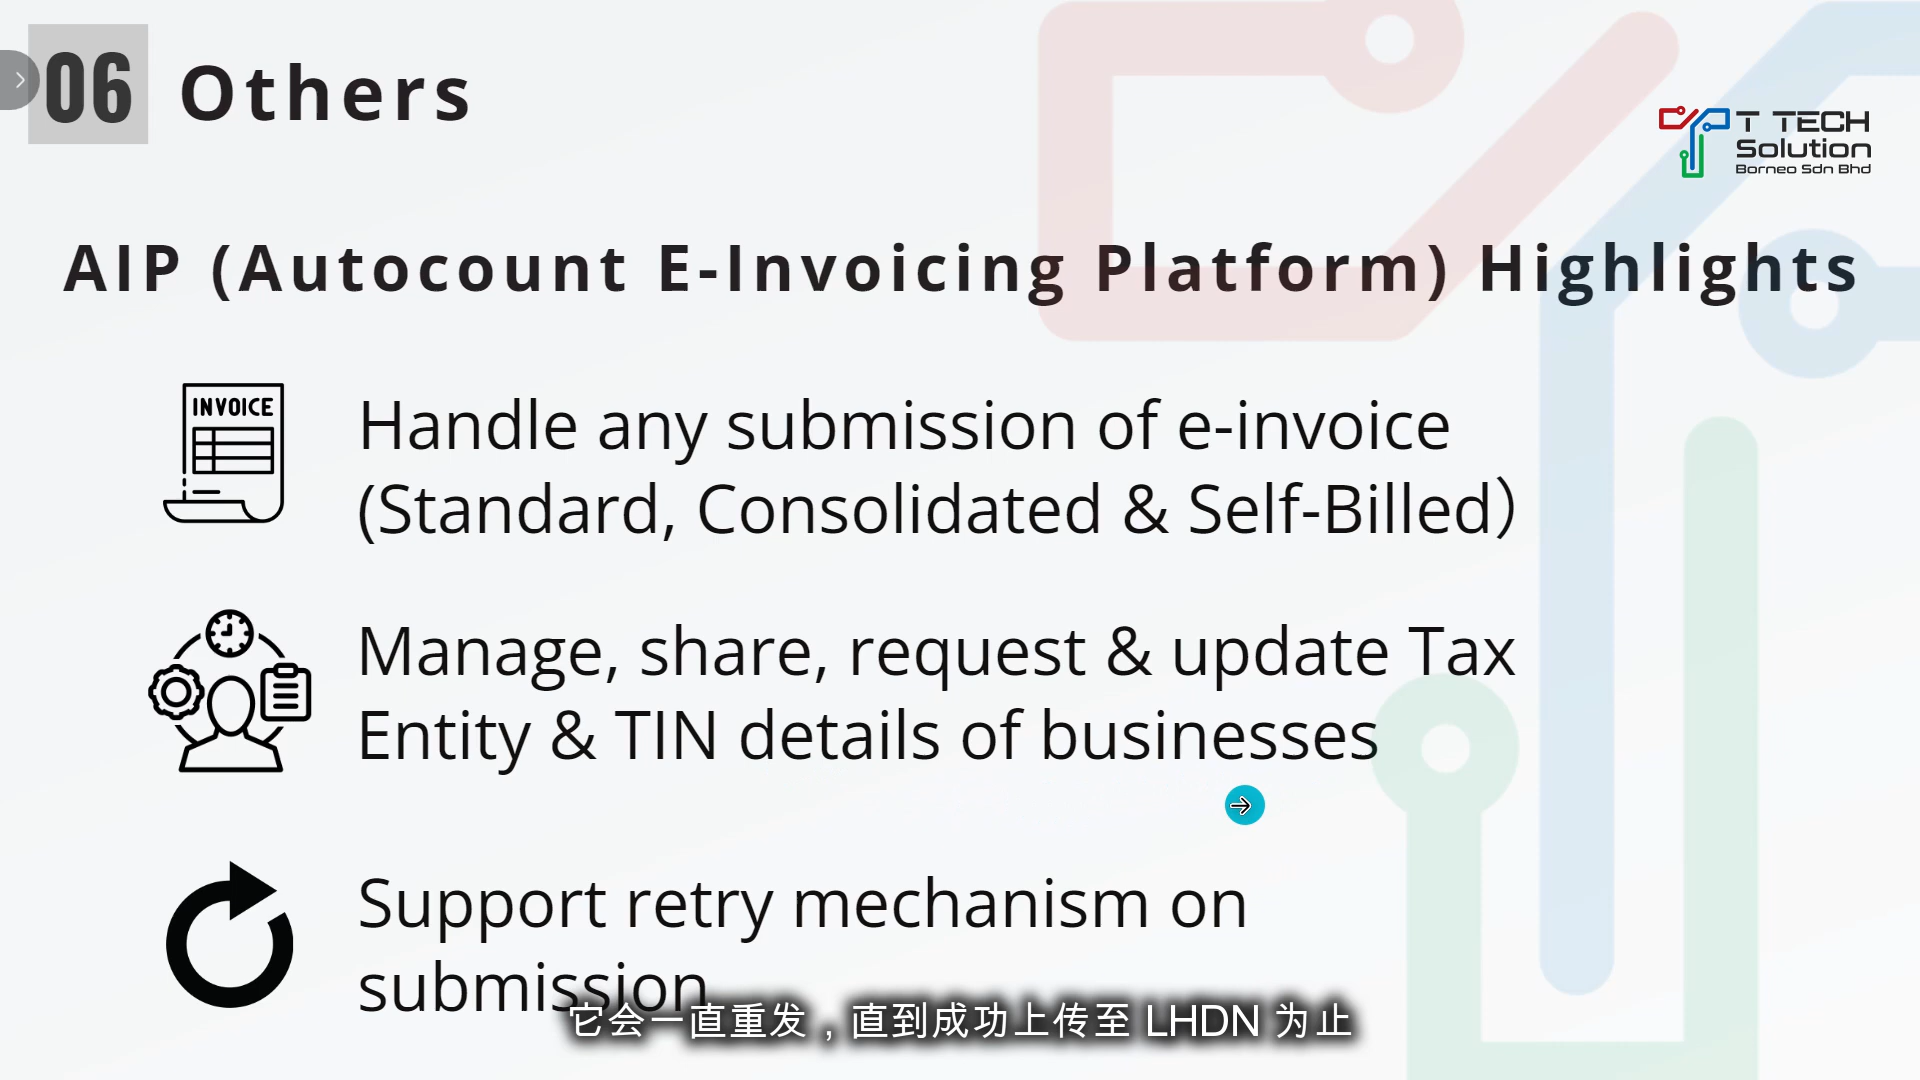 06 Others
T TECH
Solution
Borneo Sdn Bhd
AIP (Autocount E-Invoicing Platform) Highlights
INVOICE
Handle any submission of e-invoice
(Standard, Consolidated & Self-Billed)
Manage, share, request & update Tax
Entity & TIN details of businesses
Support retry mechanism on
submission
它会一直重发，直到成功上传至 LHDN 为止